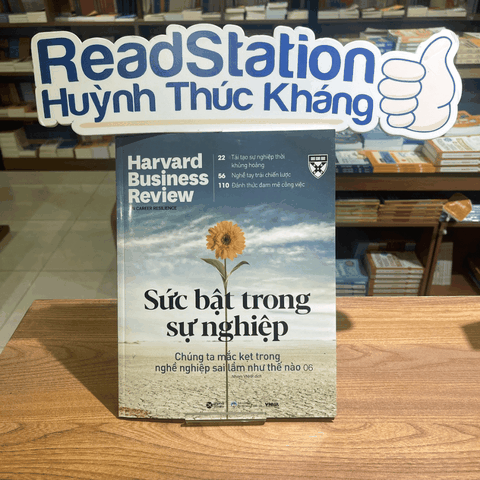 ReadStation
Huỳnh Thúc Kháng
Harvard
Business
Review
CAREER RESILIENCE
22 Tái tạo sự nghiệp thời
khủng hoảng
56 Nghề tay trái chiến lược
110 Đánh thức đam mê công việc
Sức bật trong
sự nghiệp
Chúng ta mắc kẹt trong
nghề nghiệp sai lầm như thế nào 06